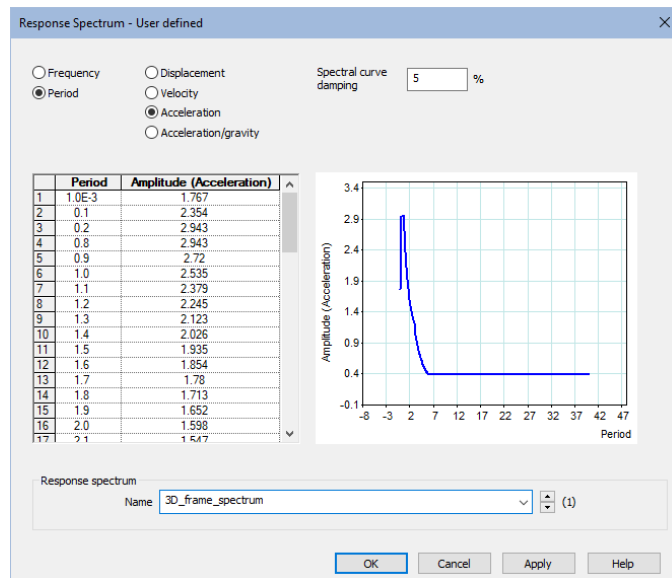 Response Spectrum - User defined
Frequency
Period
Displacement
Velocity
Acceleration
Acceleration/gravity
Spectral curve
damping
5 %
Period Amplitude (Acceleration)
1 1.0E-3 1.767
2 0.1 2.354
3 0.2 2.943
4 0.8 2.943
5 0.9 2.72
6 1.0 2.535
7 1.1 2.379
8 1.2 2.245
9 1.3 2.123
10 1.4 2.026
11 1.5 1.935
12 1.6 1.854
13 1.7 1.78
14 1.8 1.713
15 1.9 1.652
16 2.0 1.598
17 2.1 1.547
Amplitude (Acceleration)
3.4
2.9
2.4
1.9
1.4
0.9
0.4
-0.1
-8 -3 2 7 12 17 22 27 32 37 42 47
Period
Response spectrum
Name 3D_frame_spectrum (1)
OK Cancel Apply Help